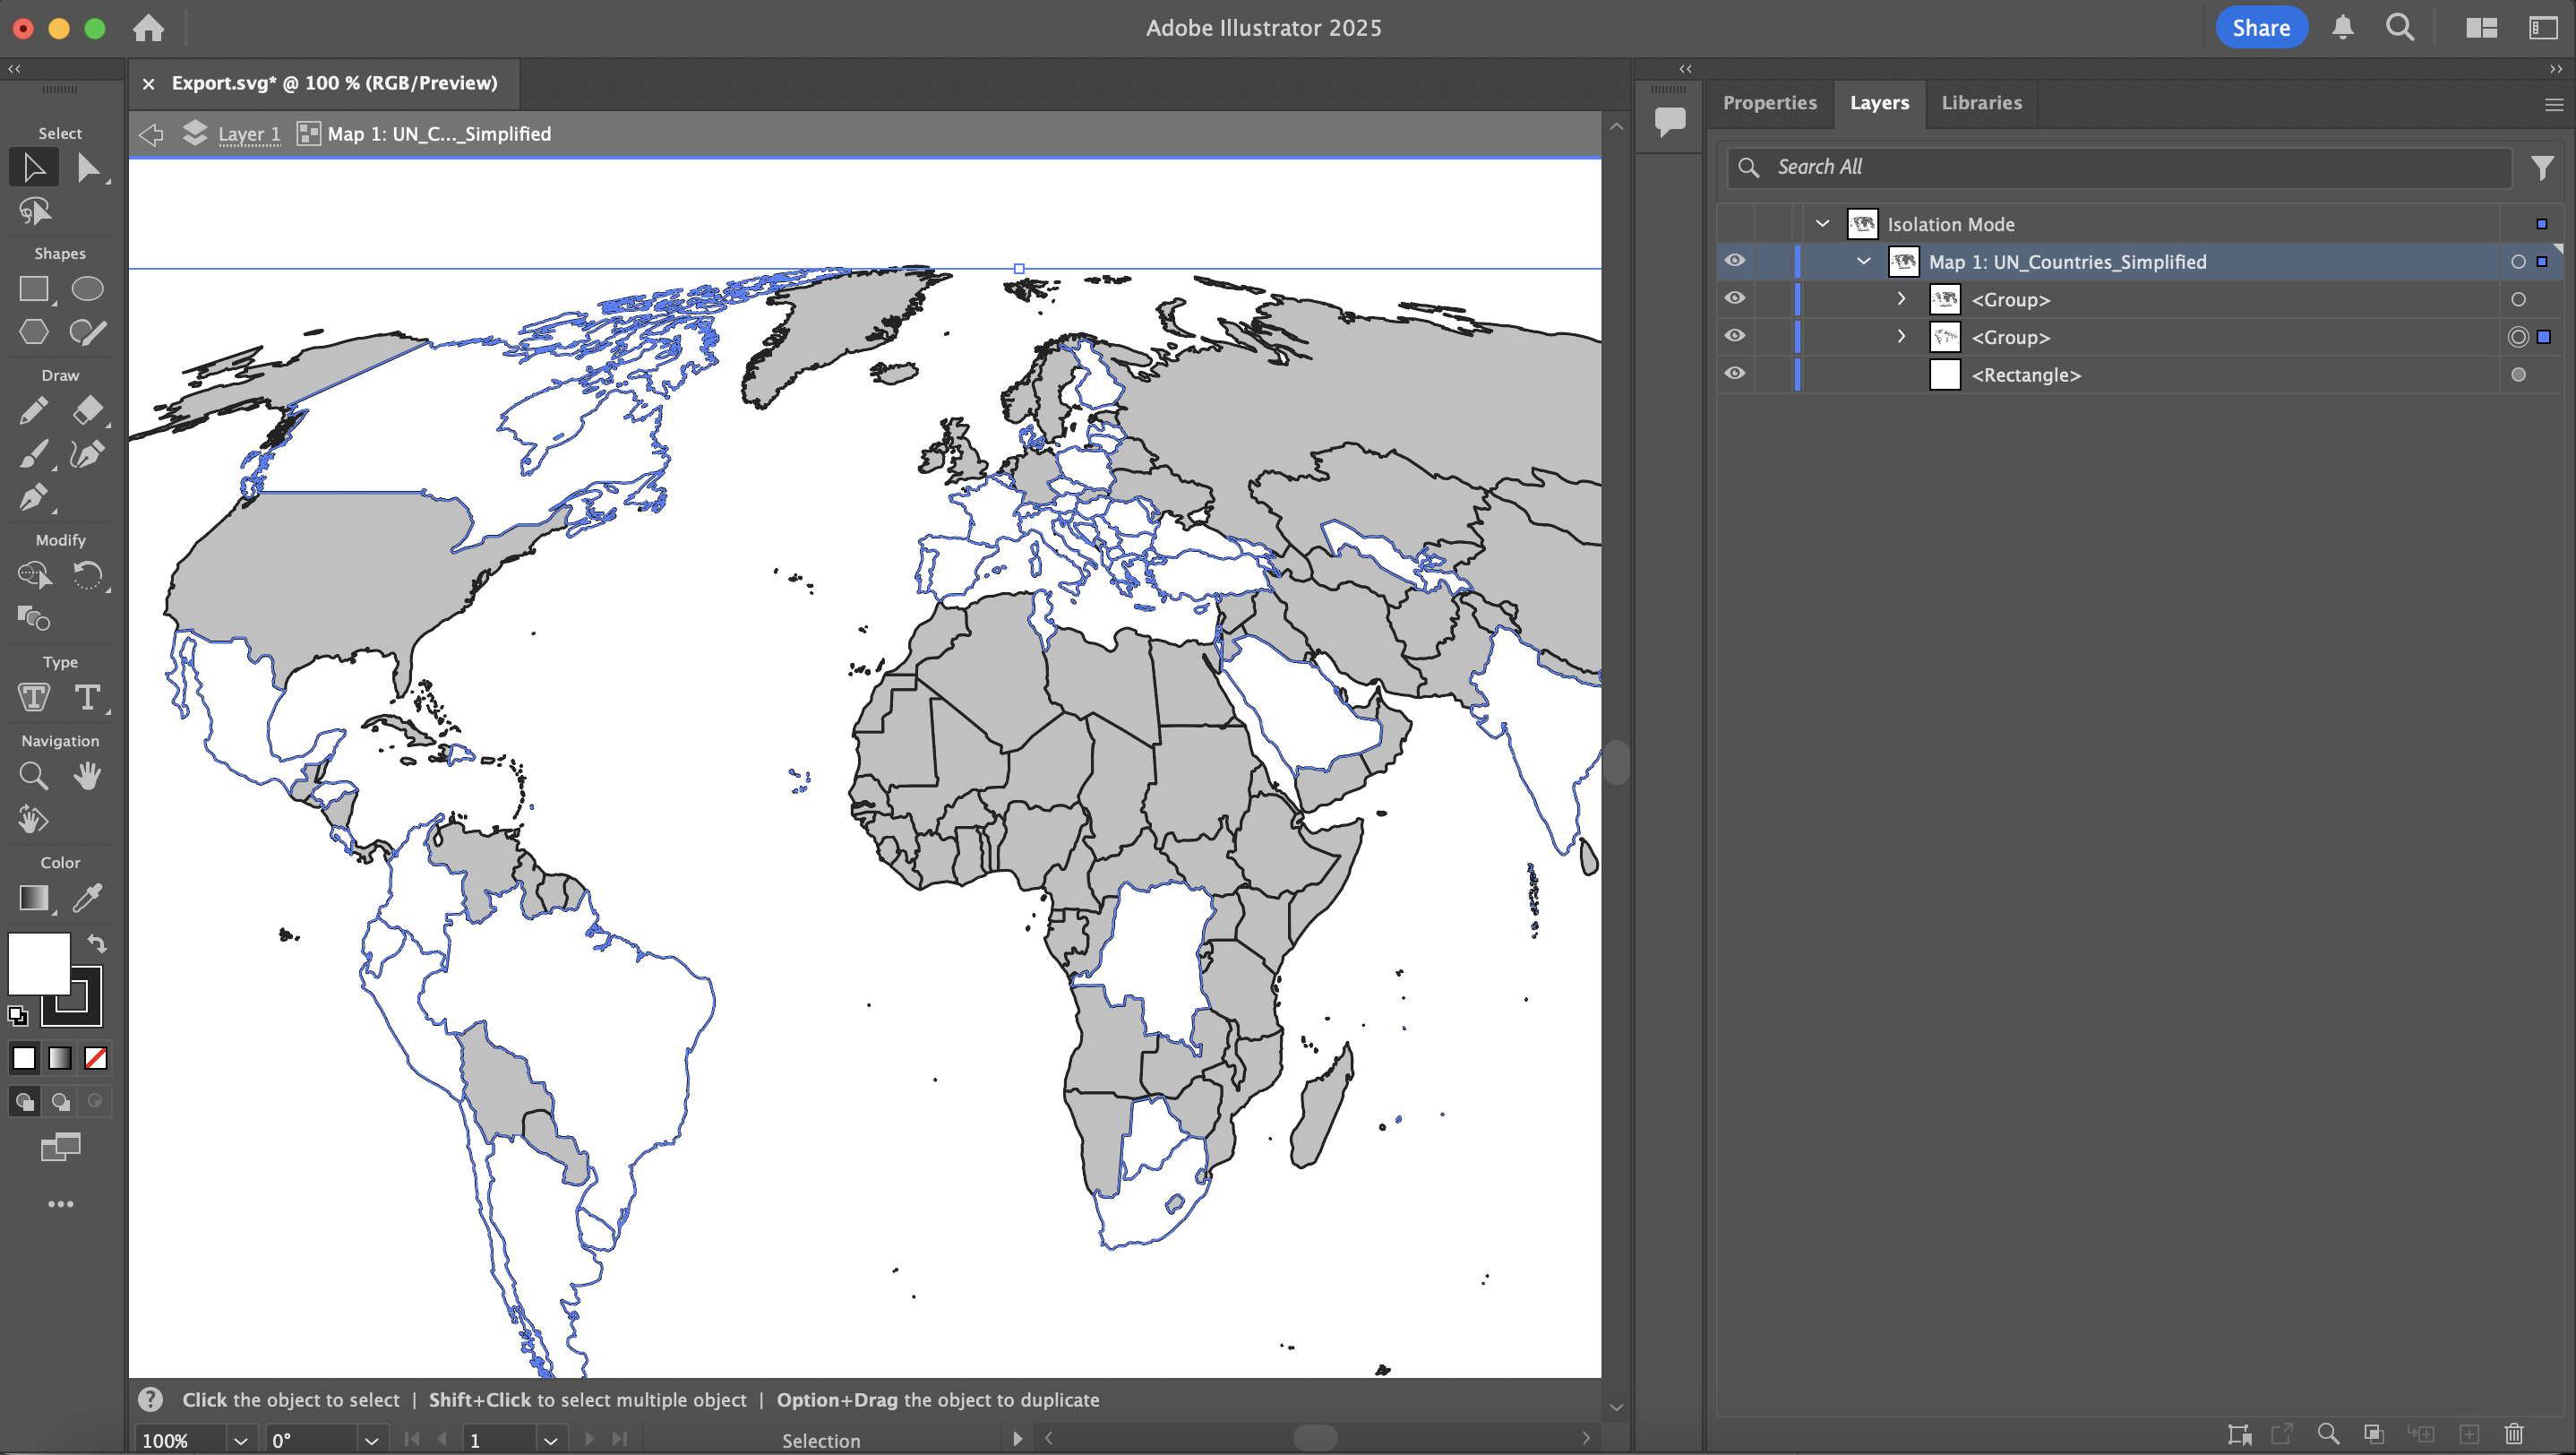 Adobe Illustrator 2025
Share
Export.svg* @ 100 % (RGB/Preview)
Layer 1
Map 1: UN_C..._Simplified
Select
Shapes
Draw
Modify
Type
Navigation
Color
Properties
Layers
Libraries
Search All
Isolation Mode
Map 1: UN_Countries_Simplified
<Group>
<Group>
<Rectangle>
Click the object to select | Shift+Click to select multiple object | Option+Drag the object to duplicate
100%
0°
1
Selection